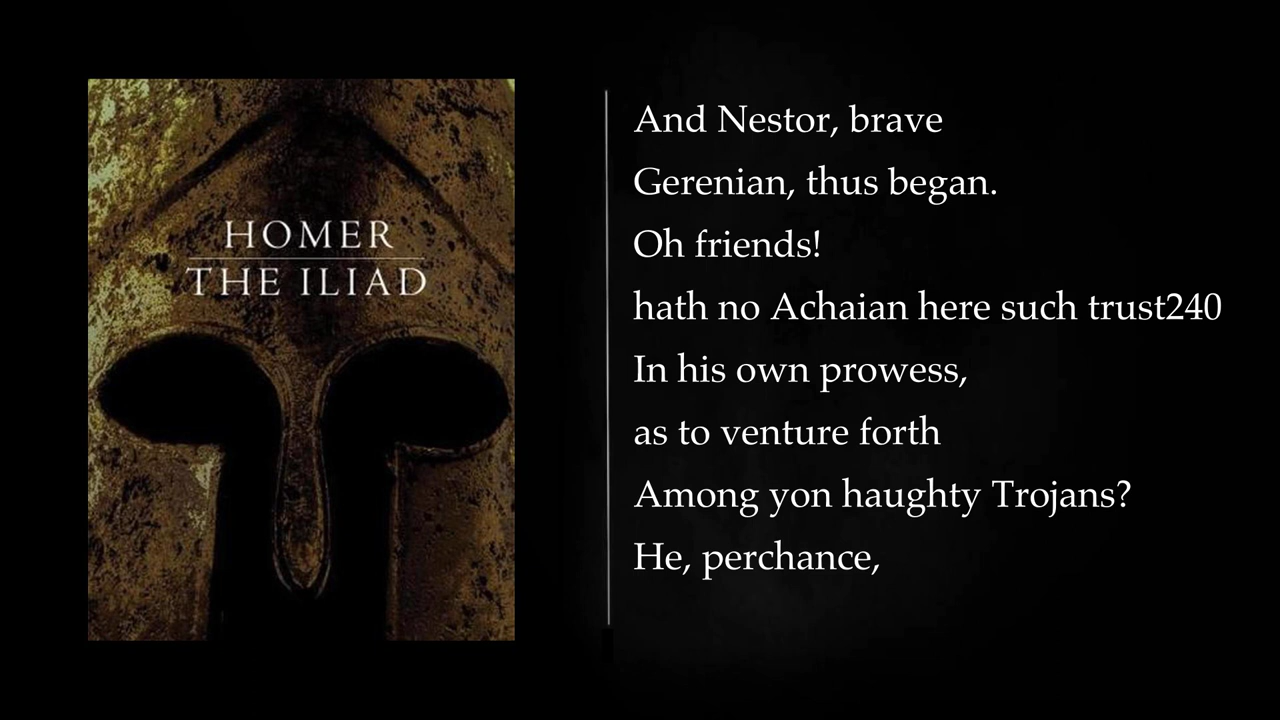 HOMER
THE ILIAD
And Nestor, brave
Gerenian, thus began.
Oh friends!
hath no Achaian here such trust240
In his own prowess,
as to venture forth
Among yon haughty Trojans?
He, perchance,